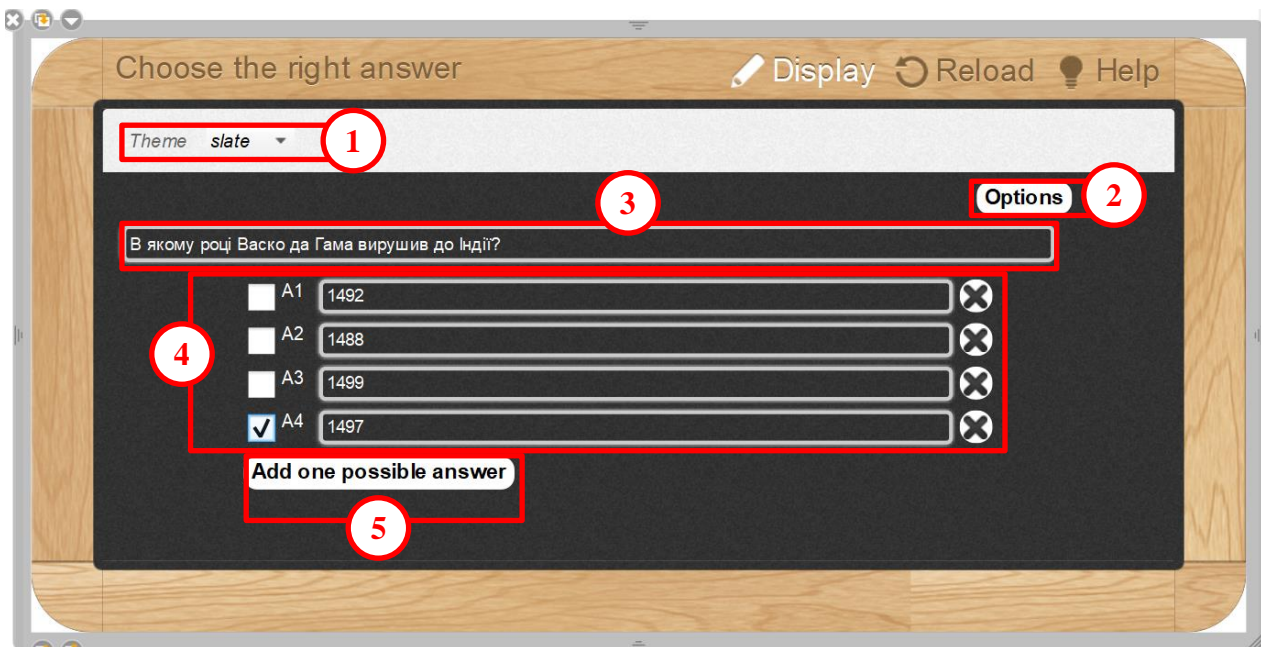 Choose the right answer Display Reload Help
Theme slate 1
Options 2
3
В якому році Васко да Гама вирушив до Індії?
A1 1492
A2 1488
4
A3 1499
A4 1497
Add one possible answer
5